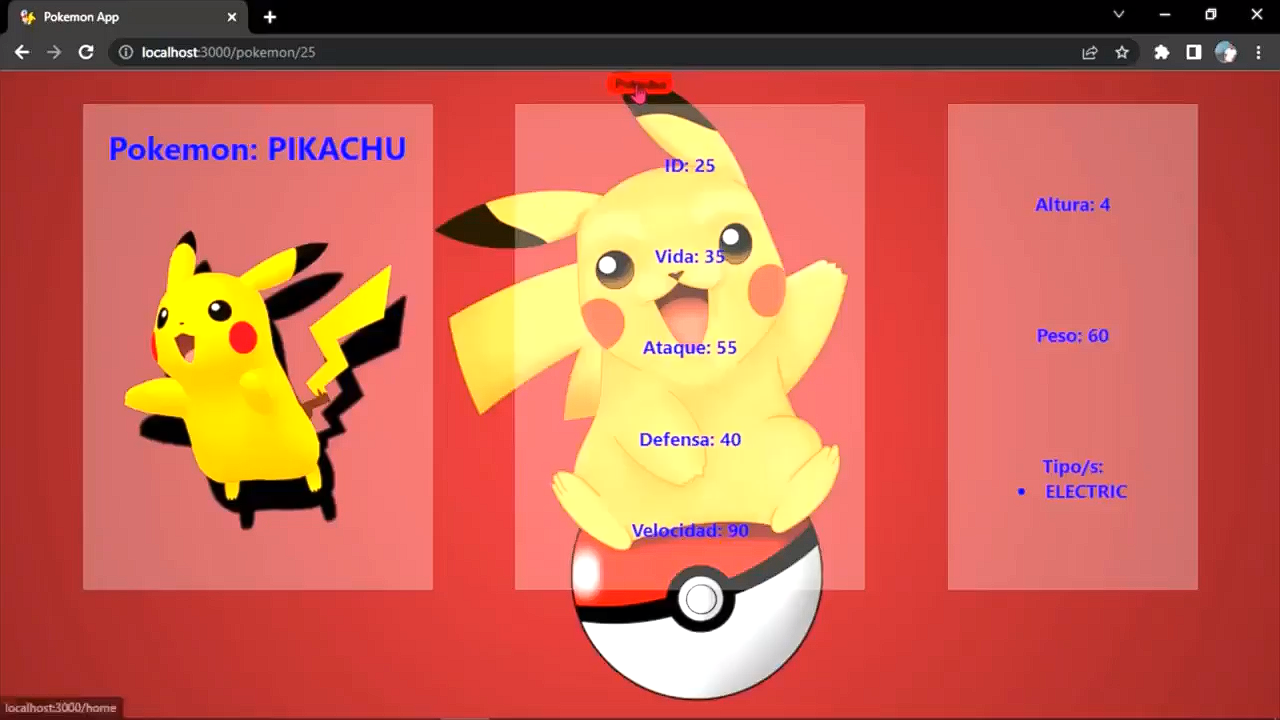 Pokemon App
localhost:3000/pokemon/25
Pokemon: PIKACHU
ID: 25
Vida: 35
Ataque: 55
Defensa: 40
Velocidad: 90
Altura: 4
Peso: 60
Tipo/s:
• ELECTRIC
localhost:3000/home